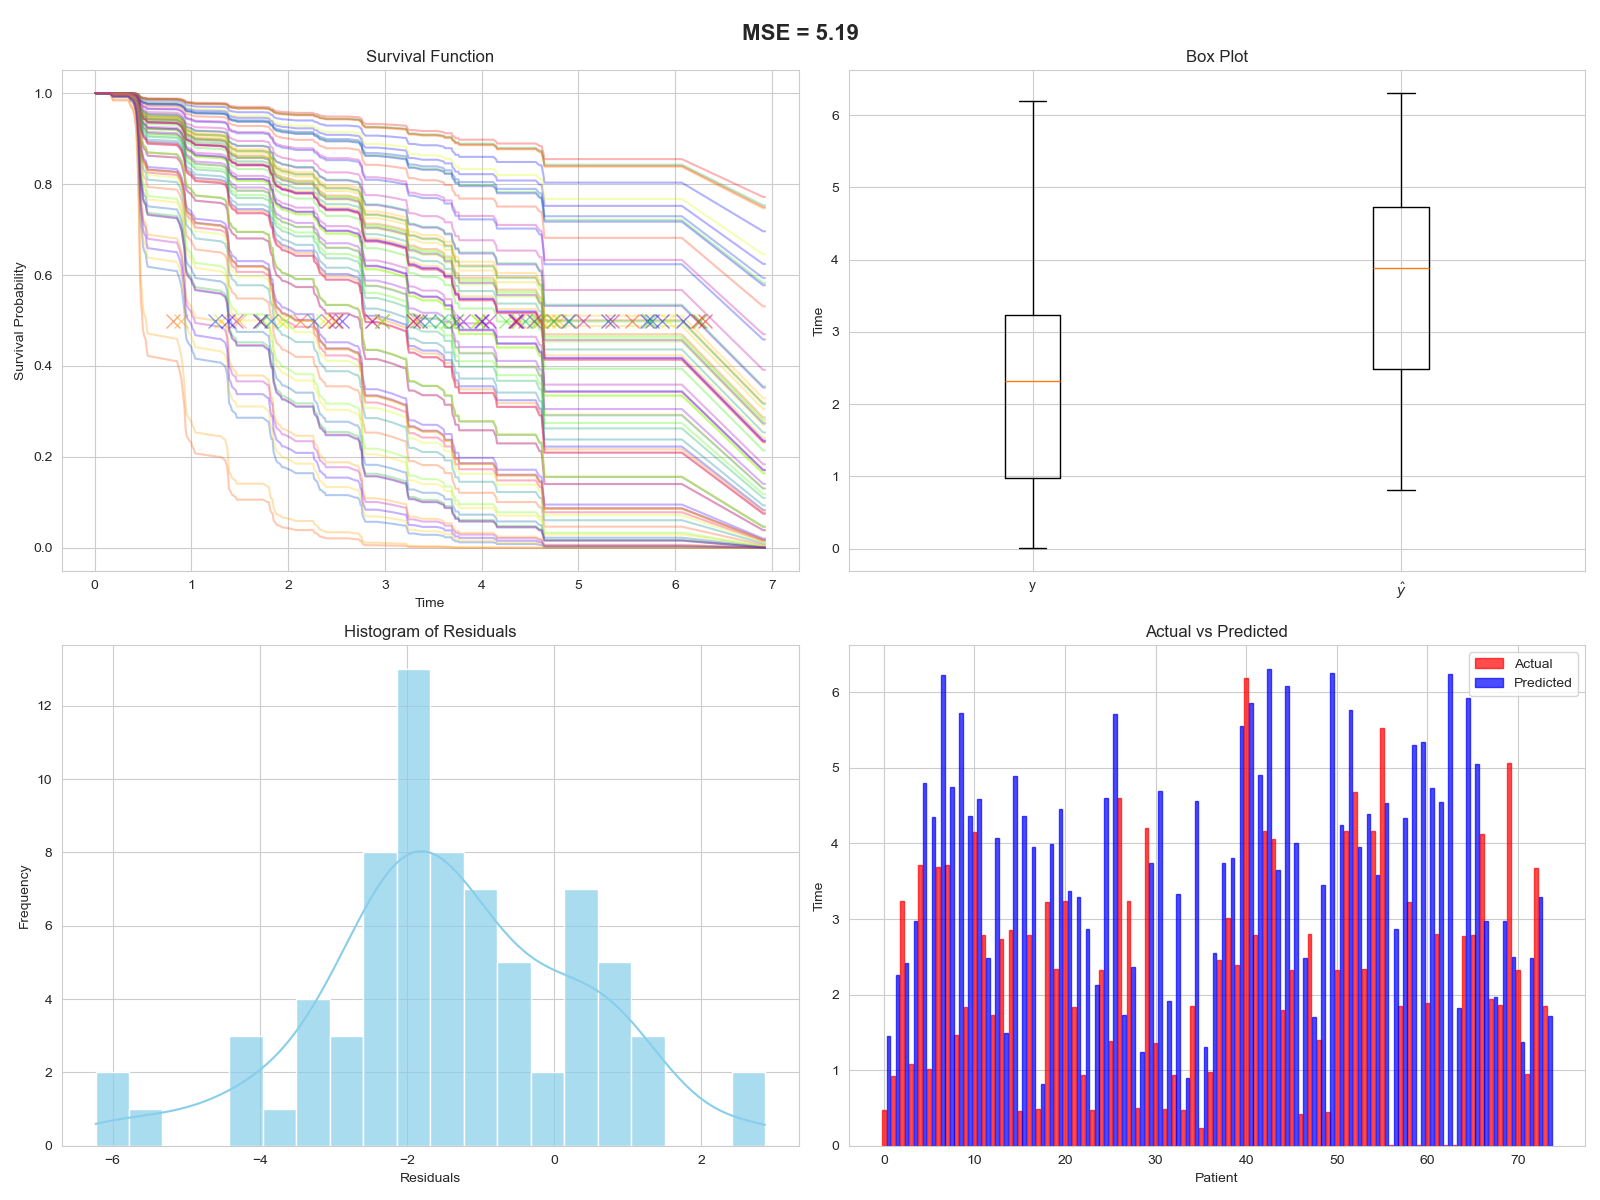 MSE = 5.19
Survival Function
Survival Probability
1.0
0.8
0.6
0.4
0.2
0.0
0 1 2 3 4 5 6 7
Time
Box Plot
Time
6
5
4
3
2
1
0
y ŷ
Histogram of Residuals
Frequency
12
10
8
6
4
2
0
−6 −4 −2 0 2
Residuals
Actual vs Predicted
Actual
Predicted
Time
6
5
4
3
2
1
0
0 10 20 30 40 50 60 70
Patient